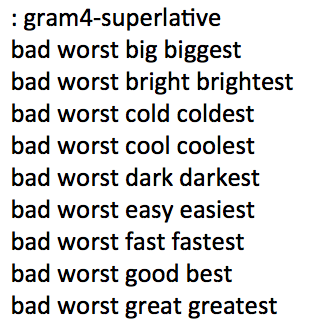 : gram4-superlative
bad worst big biggest
bad worst bright brightest
bad worst cold coldest
bad worst cool coolest
bad worst dark darkest
bad worst easy easiest
bad worst fast fastest
bad worst good best
bad worst great greatest